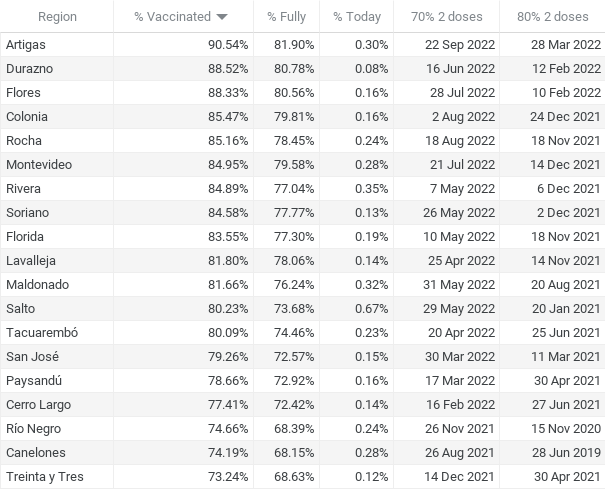 Region % Vaccinated % Fully % Today 70% 2 doses 80% 2 doses
Artigas 90.54% 81.90% 0.30% 22 Sep 2022 28 Mar 2022
Durazno 88.52% 80.78% 0.08% 16 Jun 2022 12 Feb 2022
Flores 88.33% 80.56% 0.16% 28 Jul 2022 10 Feb 2022
Colonia 85.47% 79.81% 0.16% 2 Aug 2022 24 Dec 2021
Rocha 85.16% 78.45% 0.24% 18 Aug 2022 18 Nov 2021
Montevideo 84.95% 79.58% 0.28% 21 Jul 2022 14 Dec 2021
Rivera 84.89% 77.04% 0.35% 7 May 2022 6 Dec 2021
Soriano 84.58% 77.77% 0.13% 26 May 2022 2 Dec 2021
Florida 83.55% 77.30% 0.19% 10 May 2022 18 Nov 2021
Lavalleja 81.80% 78.06% 0.14% 25 Apr 2022 14 Nov 2021
Maldonado 81.66% 76.24% 0.32% 31 May 2022 20 Aug 2021
Salto 80.23% 73.68% 0.67% 29 May 2022 20 Jan 2021
Tacuarembó 80.09% 74.46% 0.23% 20 Apr 2022 25 Jun 2021
San José 79.26% 72.57% 0.15% 30 Mar 2022 11 Mar 2021
Paysandú 78.66% 72.92% 0.16% 17 Mar 2022 30 Apr 2021
Cerro Largo 77.41% 72.42% 0.14% 16 Feb 2022 27 Jun 2021
Río Negro 74.66% 68.39% 0.24% 26 Nov 2021 15 Nov 2020
Canelones 74.19% 68.15% 0.28% 26 Aug 2021 28 Jun 2019
Treinta y Tres 73.24% 68.63% 0.12% 14 Dec 2021 30 Apr 2021